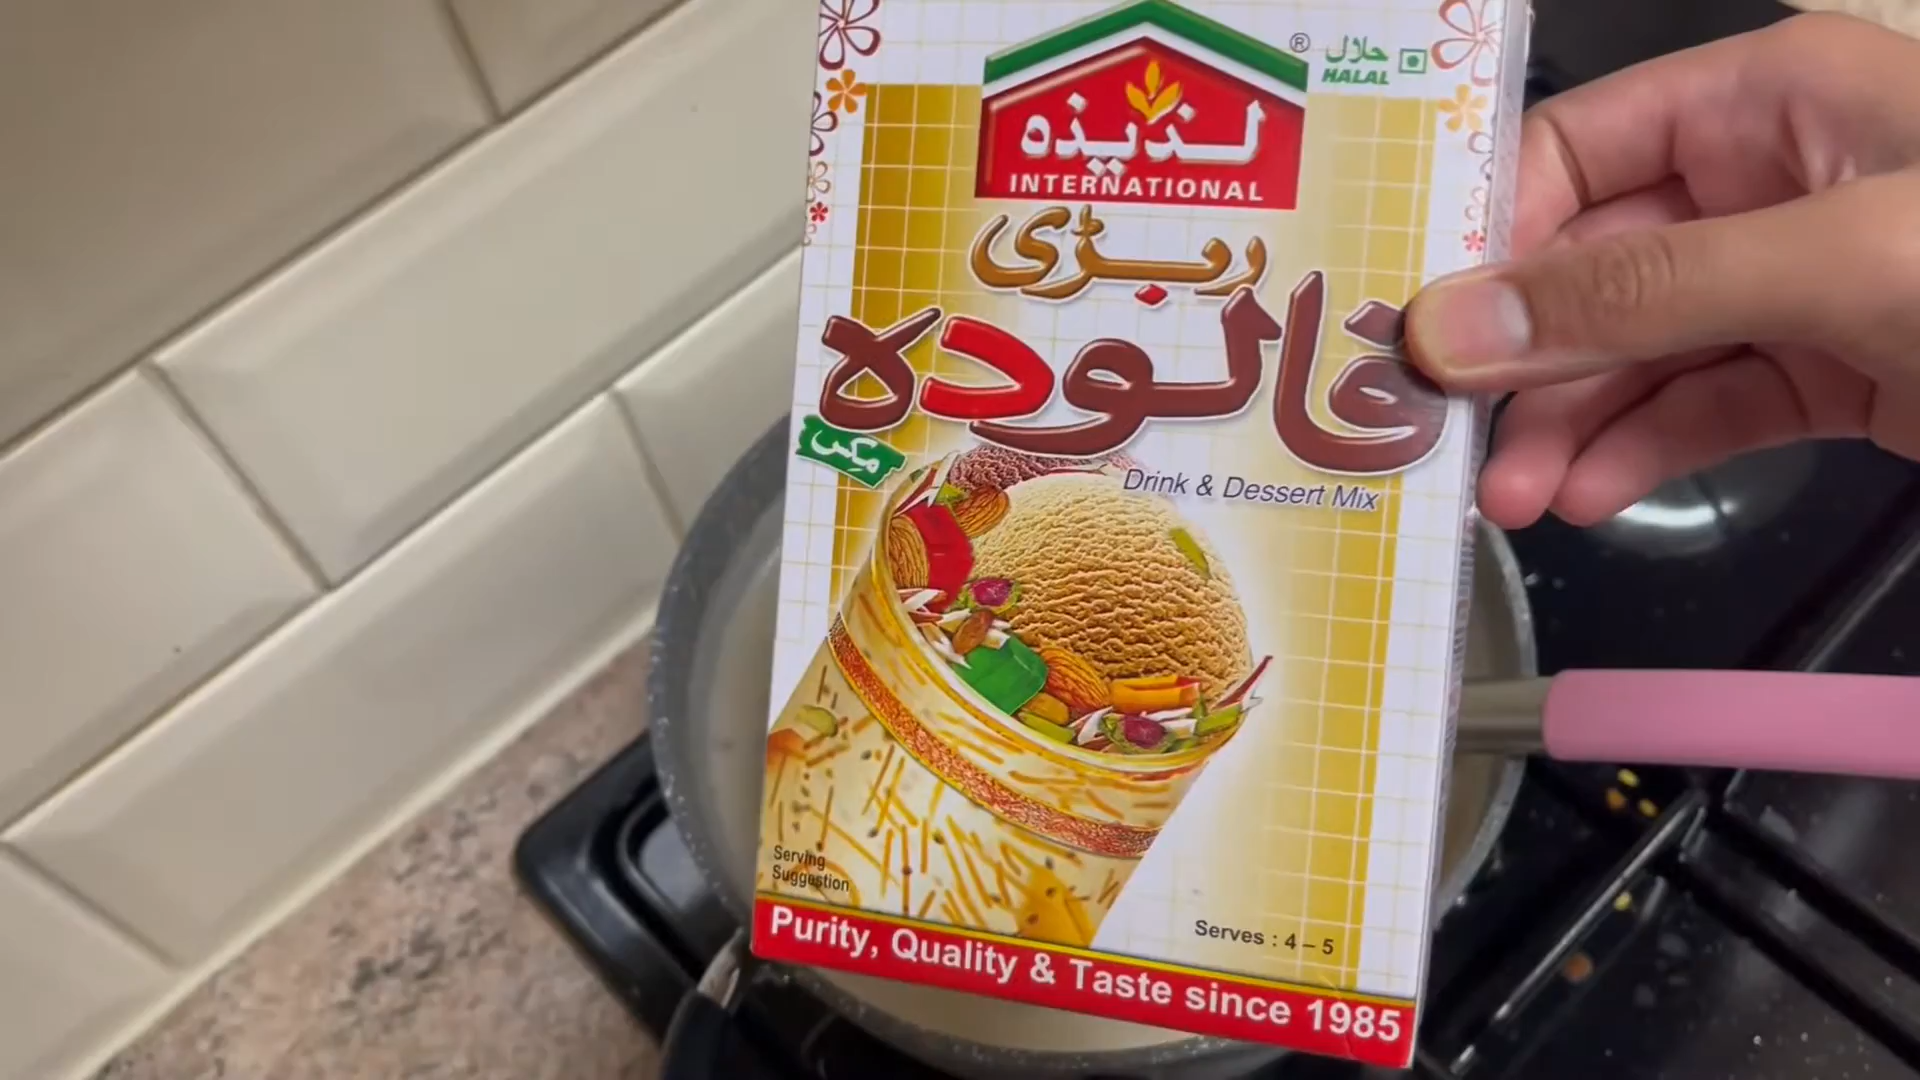 ® حلال
HALAL
لذیذہ
INTERNATIONAL
ربڑی
فالودہ
مکس
Drink & Dessert Mix
Serving
Suggestion
Serves : 4 – 5
Purity, Quality & Taste since 1985